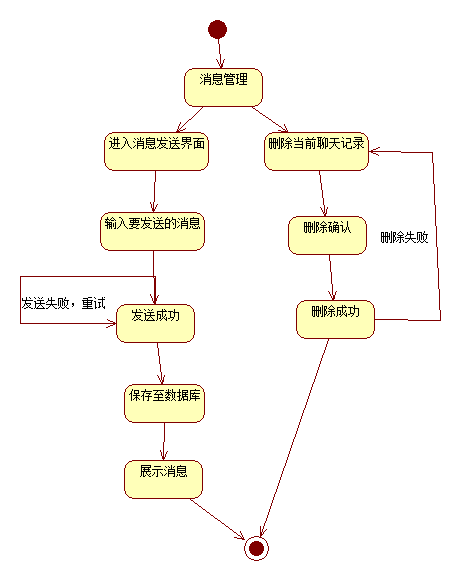 消息管理
进入消息发送界面
删除当前聊天记录
输入要发送的消息
删除确认
删除失败
发送失败，重试
发送成功
删除成功
保存至数据库
展示消息